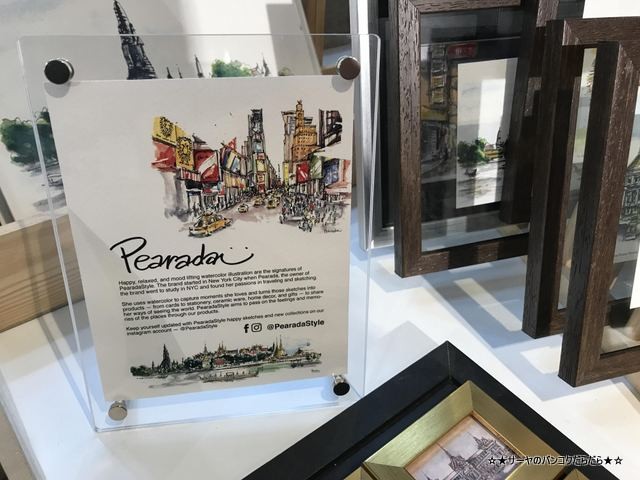 Pearada
Happy, relaxed, and mood lifting watercolor illustration are the signatures of
PearadaStyle. The brand started in New York City when Pearada, the owner of
the brand went to study in NYC and found her passions in traveling and sketching.
She uses watercolor to capture moments she loves and turns those sketches into
products — from cards to stationery, ceramic ware, home decor, and gifts — to share
her ways of seeing the world. PearadaStyle aims to pass on the feelings and memo-
ries of the places through our products.
Keep yourself updated with PearadaStyle happy sketches and new collections on our
instagram account — @PearadaStyle
@PearadaStyle
☆★サーヤのバンコクだらだら★☆